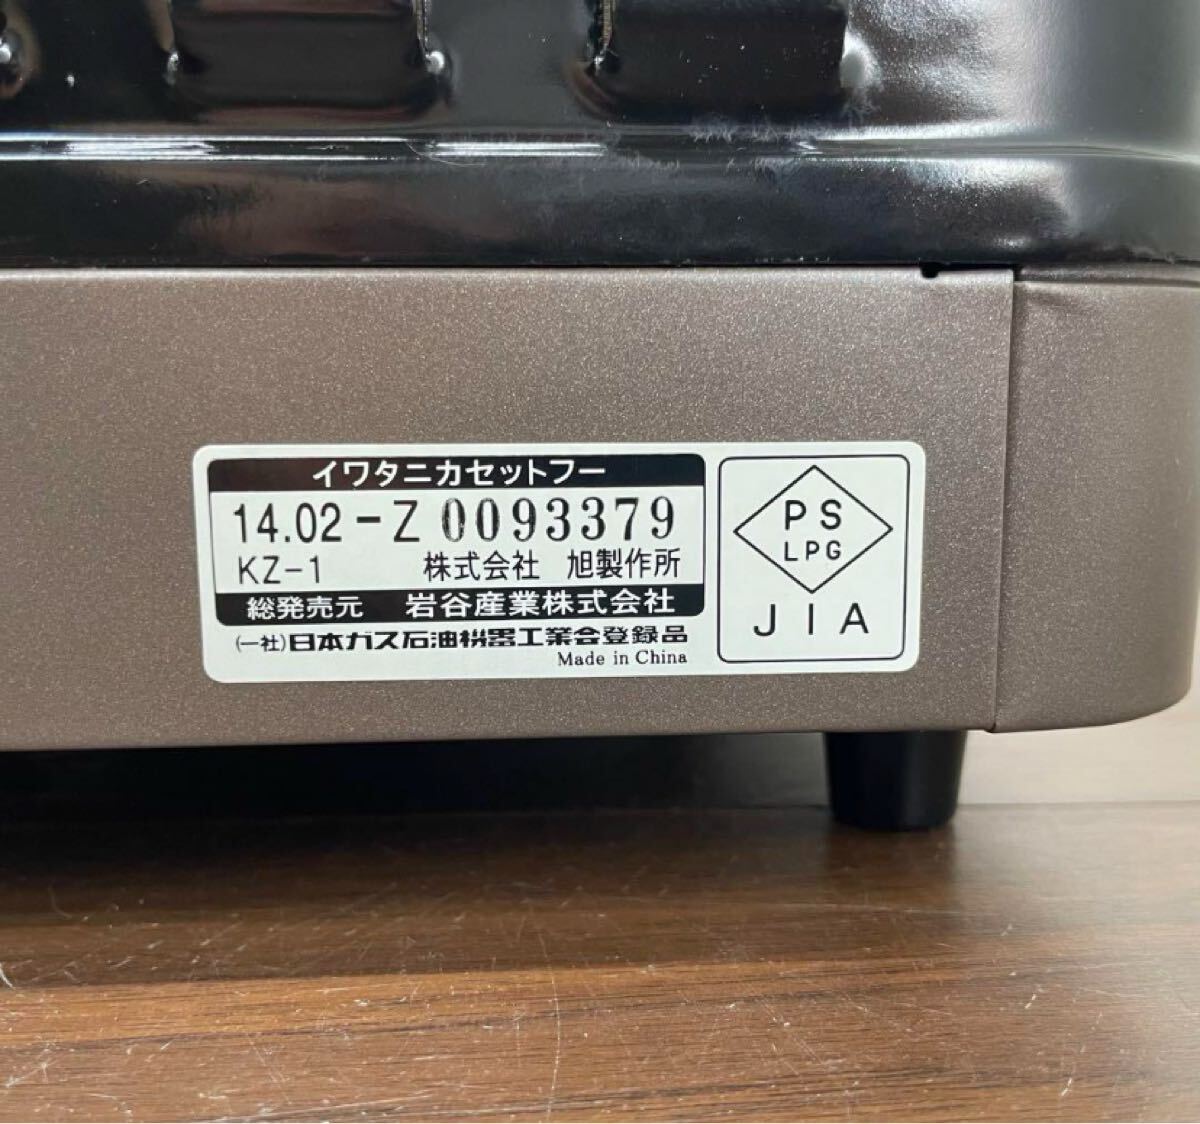 イワタニカセットフー
14.02-Z 0093379
KZ-1 株式会社 旭製作所
総発売元 岩谷産業株式会社
(一社)日本ガス石油機器工業会登録品
Made in China
PS
LPG
JIA